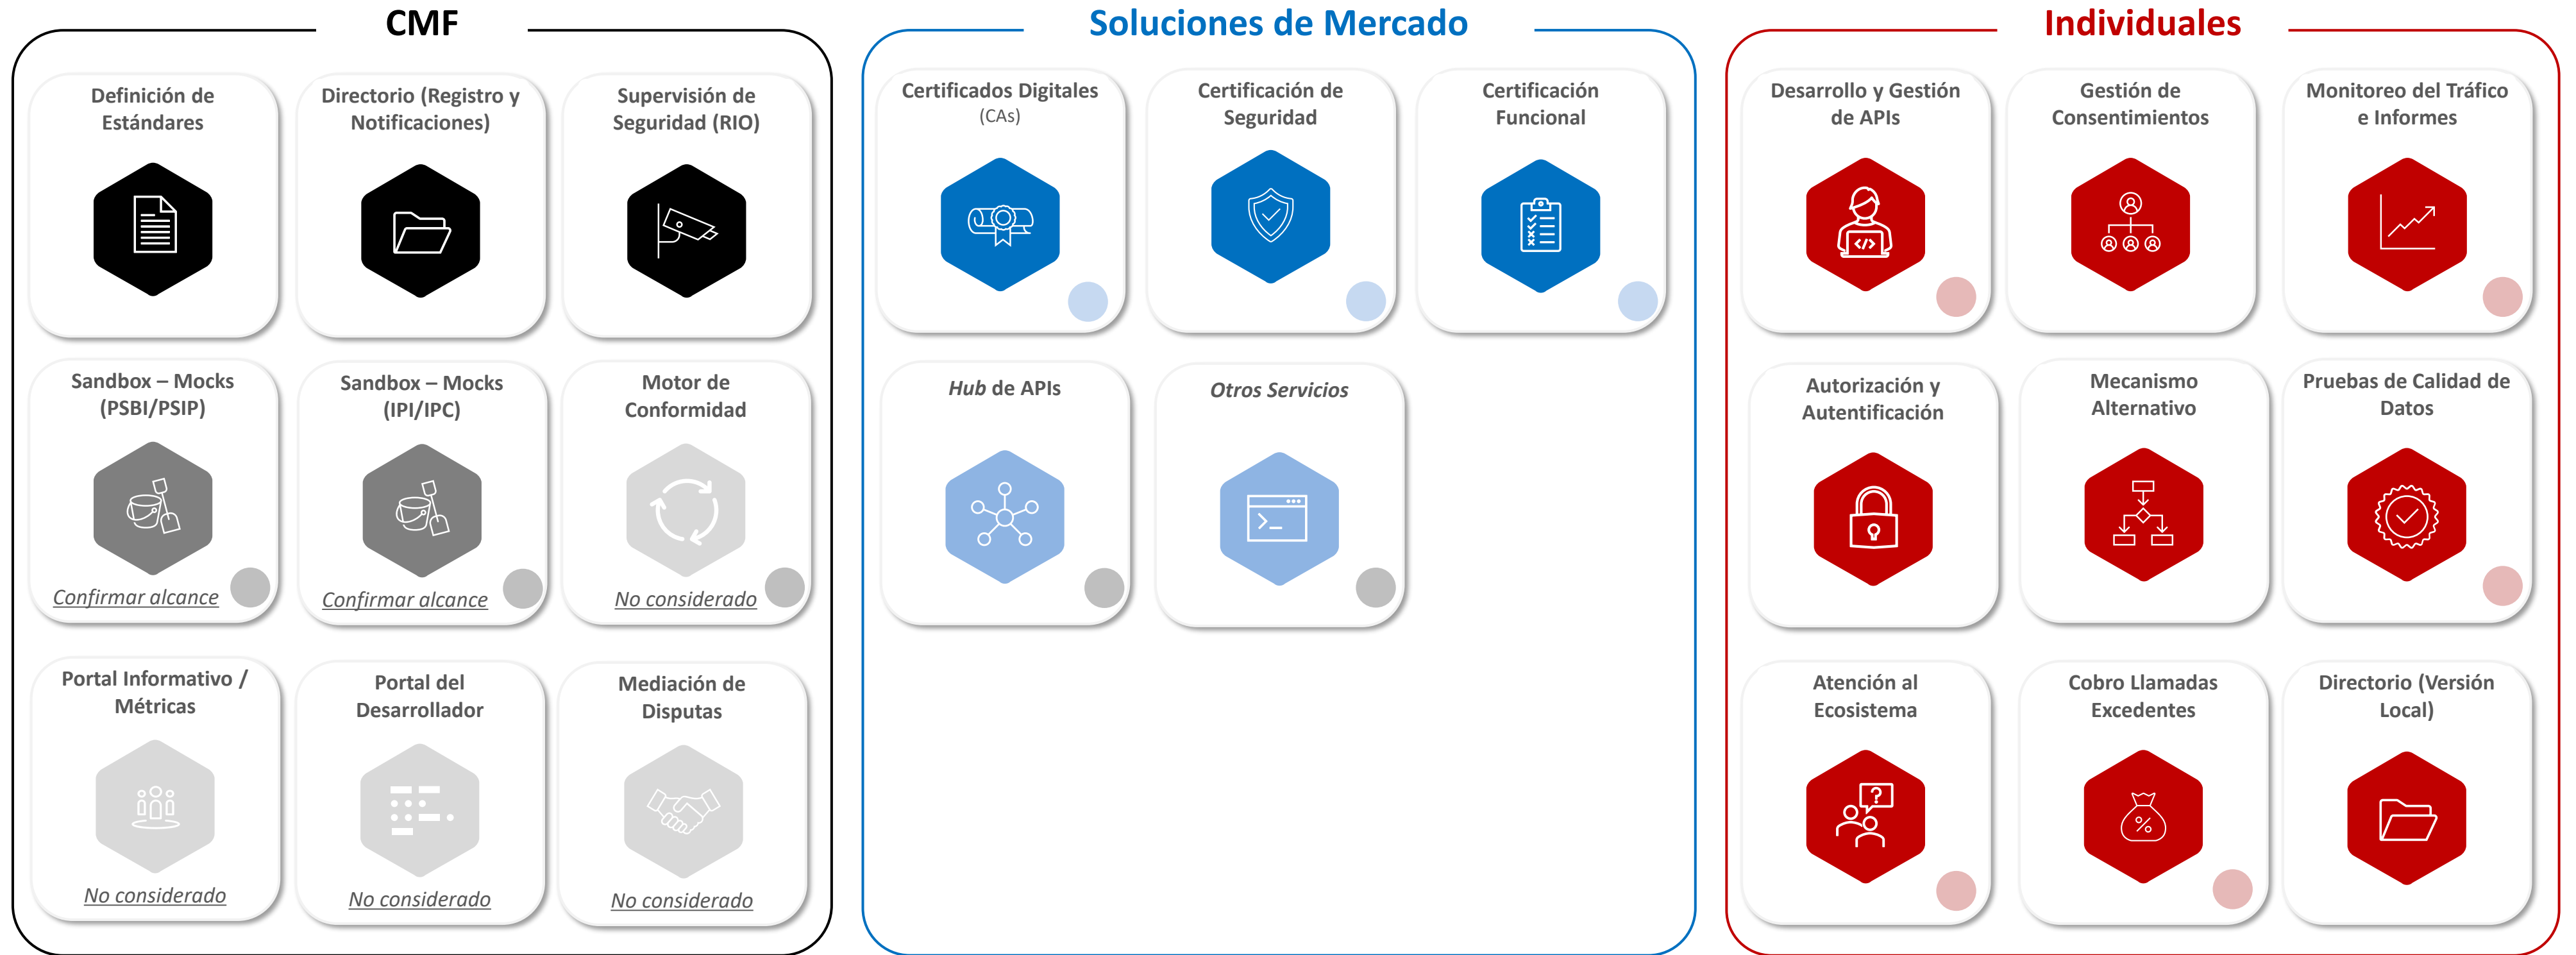 CMF
Definición de
Estándares
Directorio (Registro y
Notificaciones)
Supervisión de
Seguridad (RIO)
Sandbox – Mocks
(PSBI/PSIP)
Confirmar alcance
Sandbox – Mocks
(IPI/IPC)
Confirmar alcance
Motor de
Conformidad
No considerado
Portal Informativo /
Métricas
No considerado
Portal del
Desarrollador
No considerado
Mediación de
Disputas
No considerado
Soluciones de Mercado
Certificados Digitales
(CAs)
Certificación de
Seguridad
Certificación
Funcional
Hub de APIs
Otros Servicios
Individuales
Desarrollo y Gestión
de APIs
Gestión de
Consentimientos
Monitoreo del Tráfico
e Informes
Autorización y
Autentificación
Mecanismo
Alternativo
Pruebas de Calidad de
Datos
Atención al
Ecosistema
Cobro Llamadas
Excedentes
Directorio (Versión
Local)